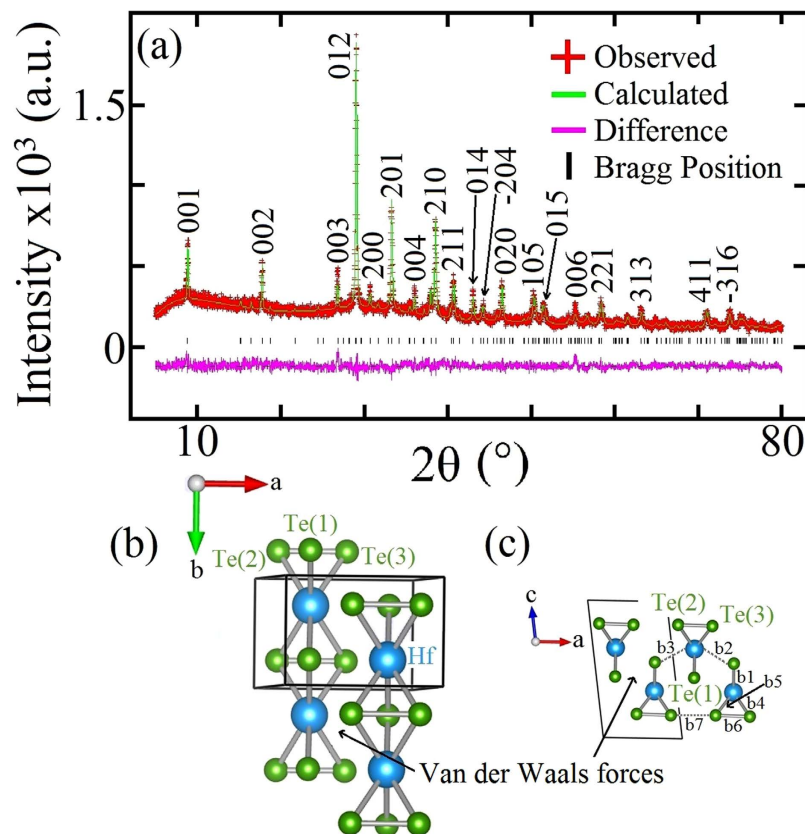 (a)
Intensity x10³ (a.u.)
1.5
0
Observed
Calculated
Difference
Bragg Position
001
002
003
012
200
201
004
210
211
014
-204
020
105
015
006
221
313
411
-316
10
80
2θ (°)
a
b
(b)
Te(1)
Te(2)
Te(3)
Hf
(c)
c
a
Te(2)
Te(3)
b3
b2
Te(1)
b1
b5
b4
b7
b6
Van der Waals forces